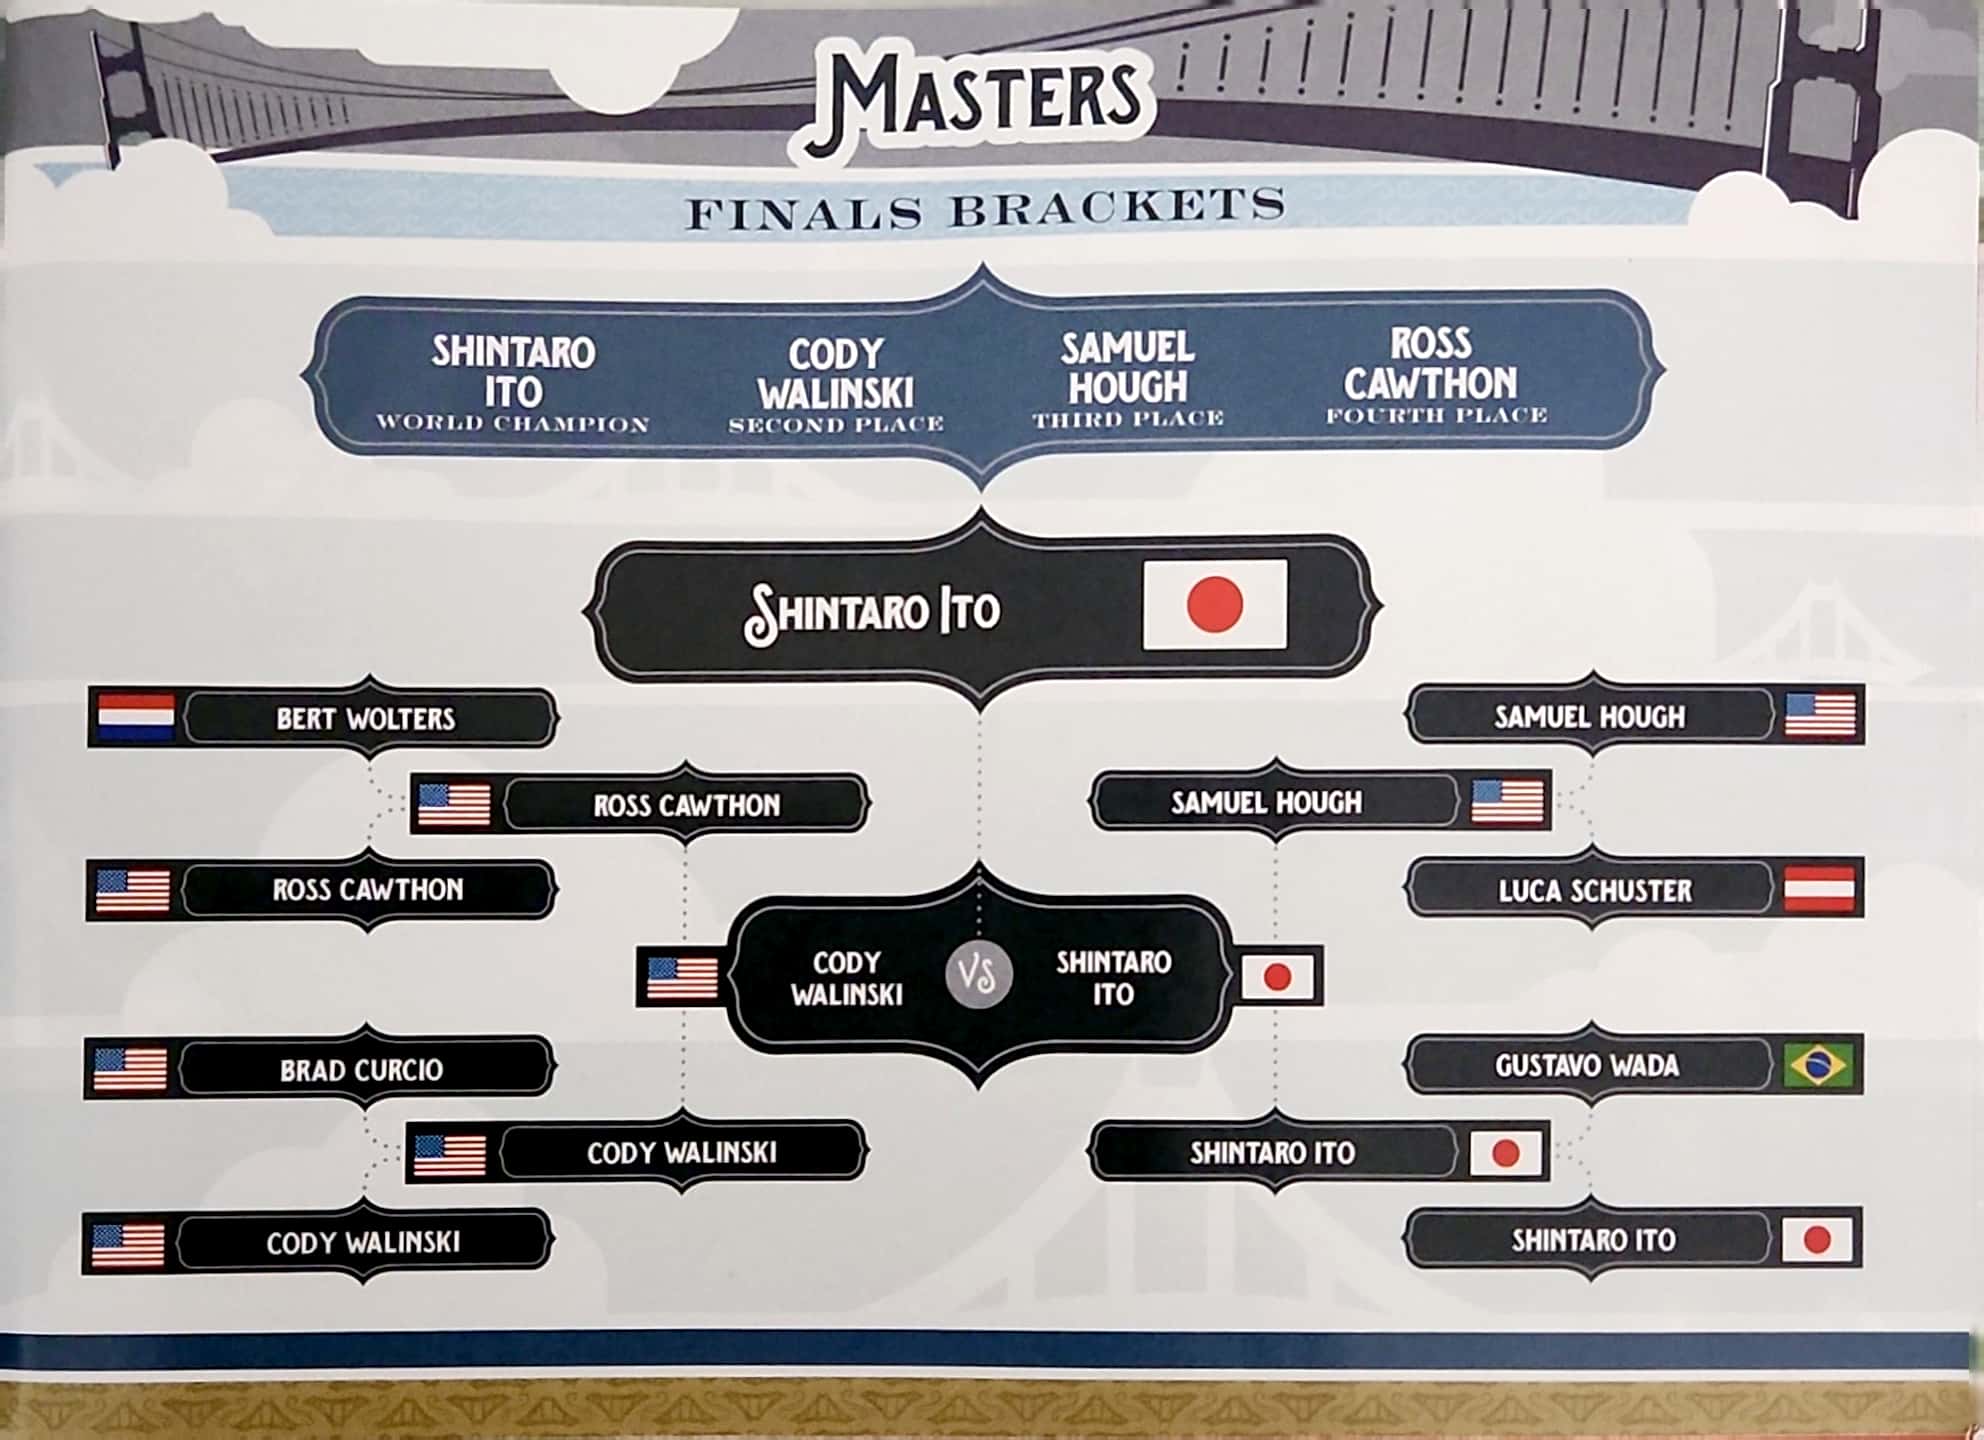 MASTERS
FINALS BRACKETS
SHINTARO
ITO
WORLD CHAMPION
CODY
WALINSKI
SECOND PLACE
SAMUEL
HOUGH
THIRD PLACE
ROSS
CAWTHON
FOURTH PLACE
SHINTARO ITO
BERT WOLTERS
ROSS CAWTHON
ROSS CAWTHON
SAMUEL HOUGH
SAMUEL HOUGH
LUCA SCHUSTER
CODY
WALINSKI
VS
SHINTARO
ITO
BRAD CURCIO
CODY WALINSKI
CODY WALINSKI
GUSTAVO WADA
SHINTARO ITO
SHINTARO ITO